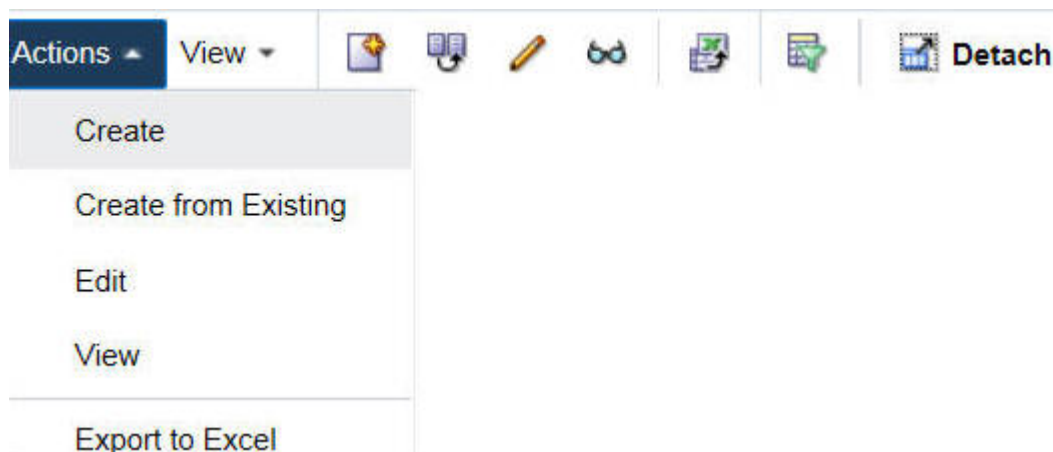 Actions View Detach
Create
Create from Existing
Edit
View
Export to Excel